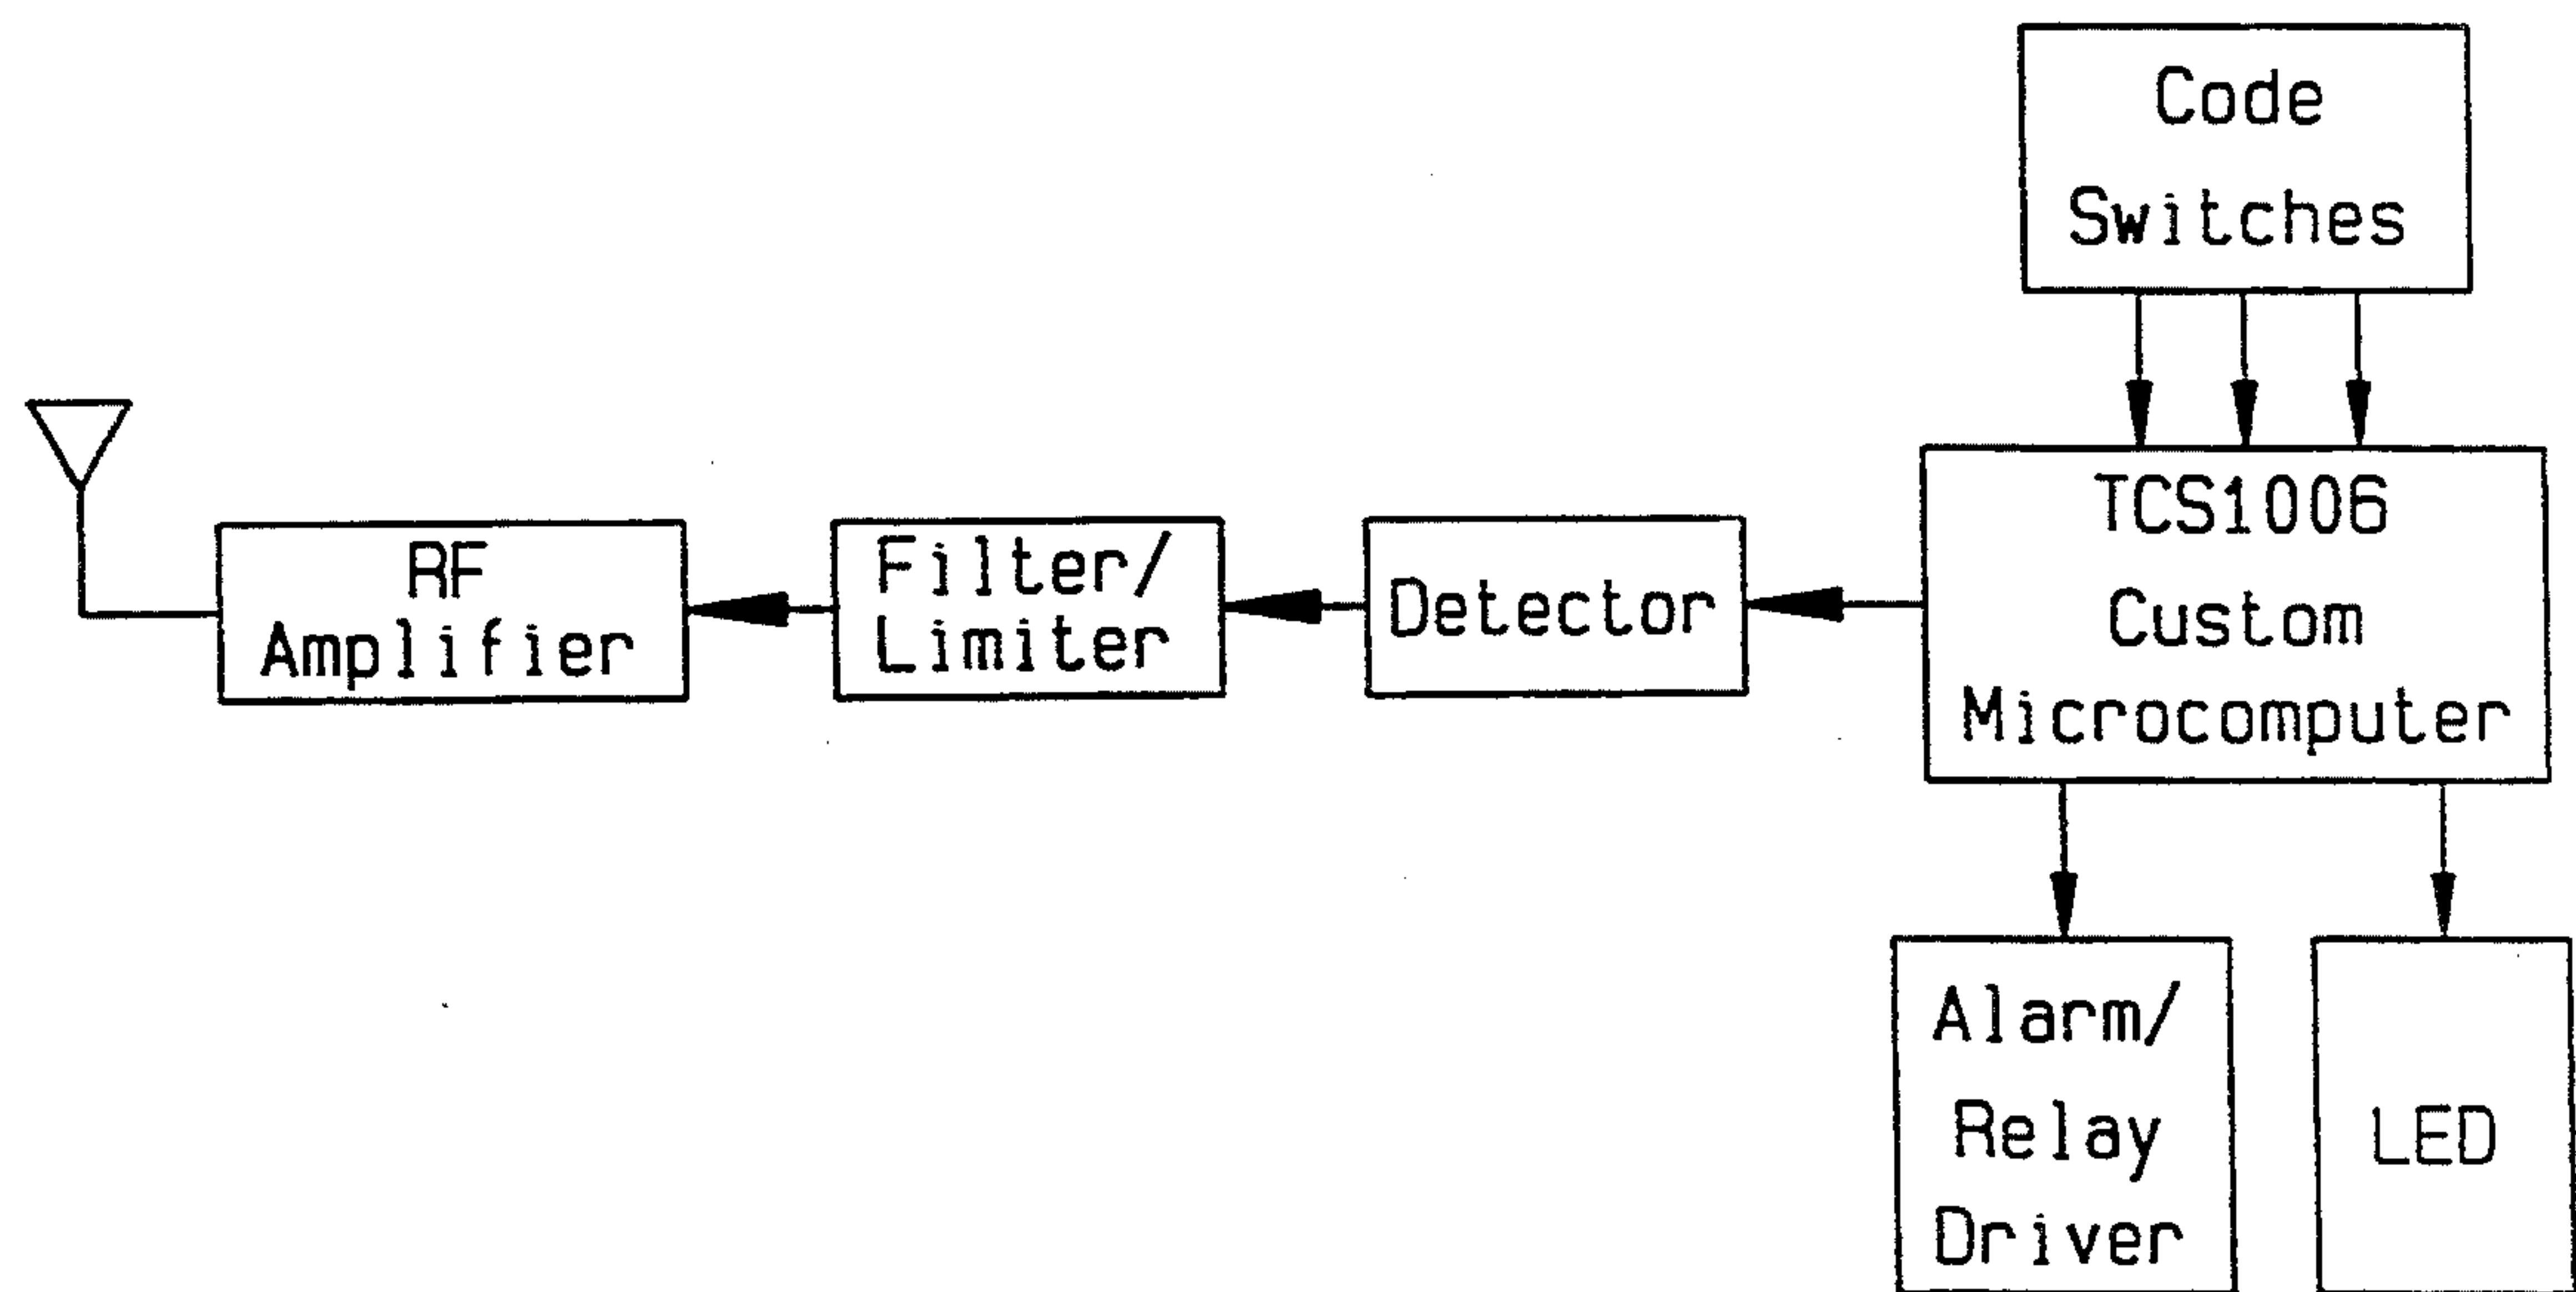 Code
Switches
RF
Amplifier
Filter/
Limiter
Detector
TCS1006
Custom
Microcomputer
Alarm/
Relay
Driver
LED